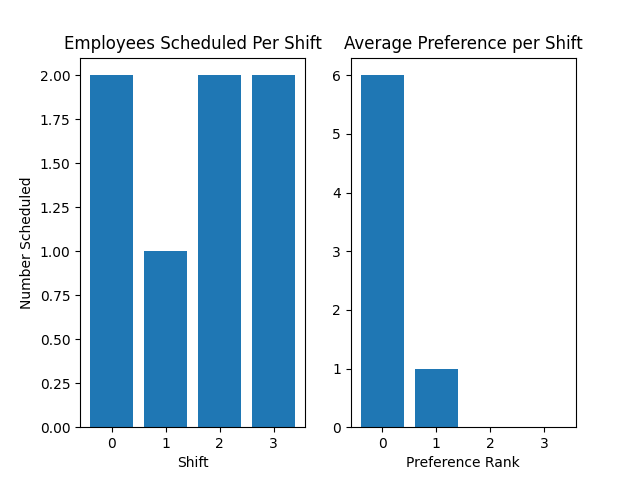 Employees Scheduled Per Shift
Number Scheduled
2.00
1.75
1.50
1.25
1.00
0.75
0.50
0.25
0.00
0 1 2 3
Shift
Average Preference per Shift
6
5
4
3
2
1
0
0 1 2 3
Preference Rank